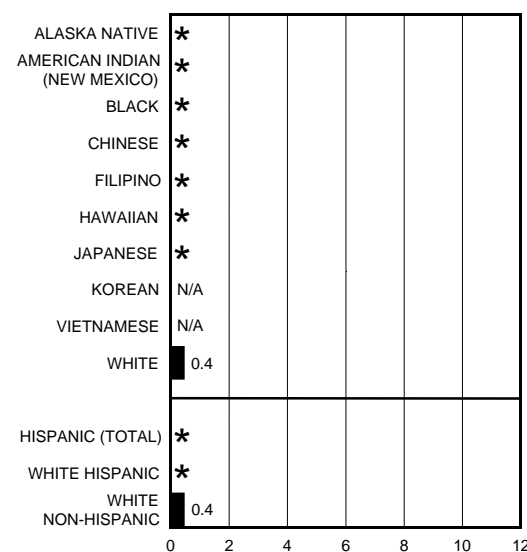 ALASKA NATIVE *
AMERICAN INDIAN
(NEW MEXICO) *
BLACK *
CHINESE *
FILIPINO *
HAWAIIAN *
JAPANESE *
KOREAN N/A
VIETNAMESE N/A
WHITE 0.4
HISPANIC (TOTAL) *
WHITE HISPANIC *
WHITE
NON-HISPANIC 0.4
0 2 4 6 8 10 12